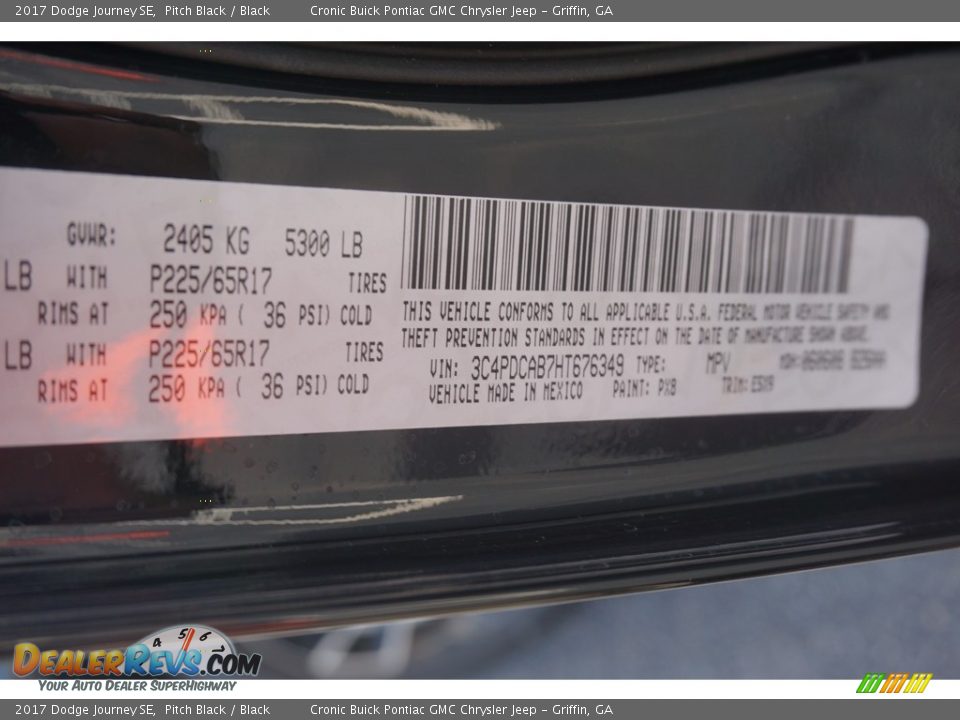 2017 Dodge Journey SE, Pitch Black / Black Cronic Buick Pontiac GMC Chrysler Jeep - Griffin, GA
GVWR: 2405 KG 5300 LB
LB WITH P225/65R17 TIRES
RIMS AT 250 KPA ( 36 PSI) COLD
LB WITH P225/65R17 TIRES
RIMS AT 250 KPA ( 36 PSI) COLD
THIS VEHICLE CONFORMS TO ALL APPLICABLE U.S.A. FEDERAL MOTOR VEHICLE SAFETY AND
THEFT PREVENTION STANDARDS IN EFFECT ON THE DATE OF MANUFACTURE SHOWN ABOVE.
VIN: 3C4PDCAB7HT676349 TYPE: MPV
VEHICLE MADE IN MEXICO PAINT: PX8 TRIM:
4 5 6
DEALERREVS.COM
YOUR AUTO DEALER SUPERHIGHWAY
2017 Dodge Journey SE, Pitch Black / Black Cronic Buick Pontiac GMC Chrysler Jeep - Griffin, GA